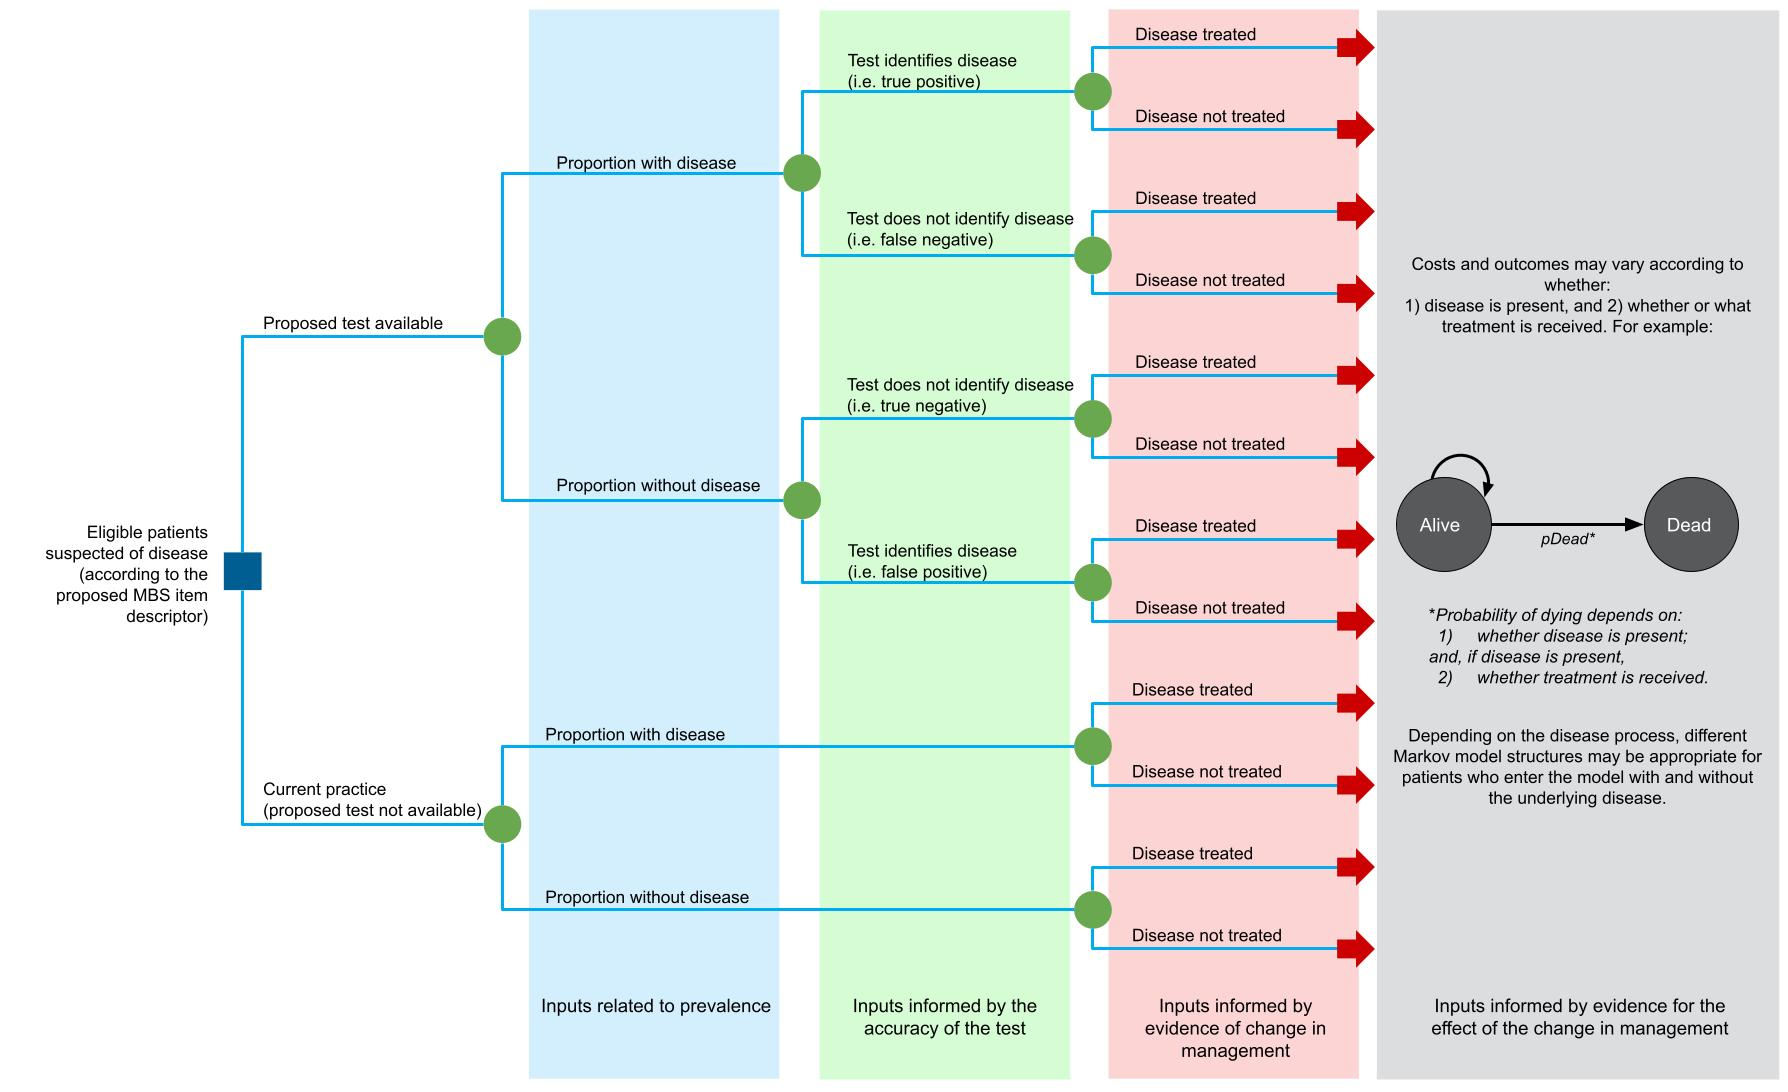 Eligible patients
suspected of disease
(according to the
proposed MBS item
descriptor)
Proposed test available
Current practice
(proposed test not available)
Proportion with disease
Proportion without disease
Proportion with disease
Proportion without disease
Inputs related to prevalence
Test identifies disease
(i.e. true positive)
Test does not identify disease
(i.e. false negative)
Test does not identify disease
(i.e. true negative)
Test identifies disease
(i.e. false positive)
Inputs informed by the
accuracy of the test
Disease treated
Disease not treated
Disease treated
Disease not treated
Disease treated
Disease not treated
Disease treated
Disease not treated
Disease treated
Disease not treated
Disease treated
Disease not treated
Inputs informed by
evidence of change in
management
Costs and outcomes may vary according to
whether:
1) disease is present, and 2) whether or what
treatment is received. For example:
Alive
pDead*
Dead
*Probability of dying depends on:
1) whether disease is present;
and, if disease is present,
2) whether treatment is received.
Depending on the disease process, different
Markov model structures may be appropriate for
patients who enter the model with and without
the underlying disease.
Inputs informed by evidence for the
effect of the change in management